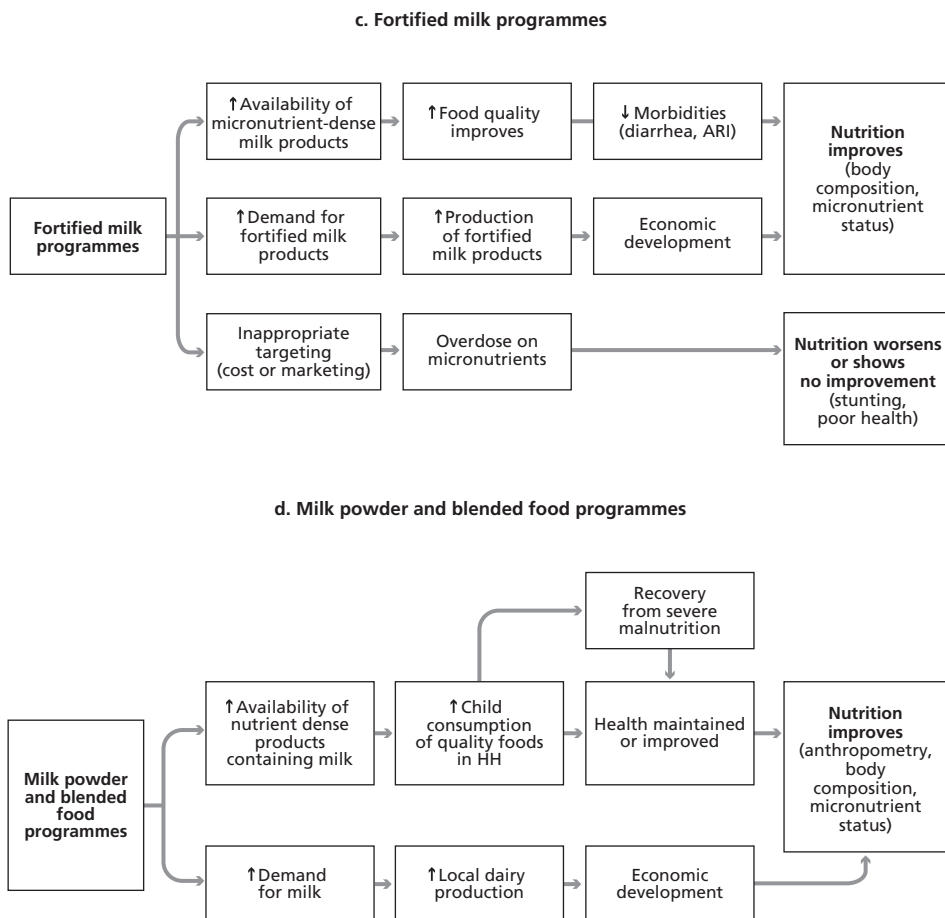 c. Fortified milk programmes
Fortified milk
programmes
↑Availability of
micronutrient-dense
milk products
↑Food quality
improves
↓Morbidities
(diarrhea, ARI)
Nutrition
improves
(body
composition,
micronutrient
status)
↑Demand for
fortified milk
products
↑Production
of fortified
milk products
Economic
development
Inappropriate
targeting
(cost or marketing)
Overdose on
micronutrients
Nutrition worsens
or shows
no improvement
(stunting,
poor health)
d. Milk powder and blended food programmes
Milk powder
and blended
food
programmes
↑Availability of
nutrient dense
products
containing milk
↑Child
consumption
of quality foods
in HH
Recovery
from severe
malnutrition
Health maintained
or improved
Nutrition
improves
(anthropometry,
body
composition,
micronutrient
status)
↑Demand
for milk
↑Local dairy
production
Economic
development